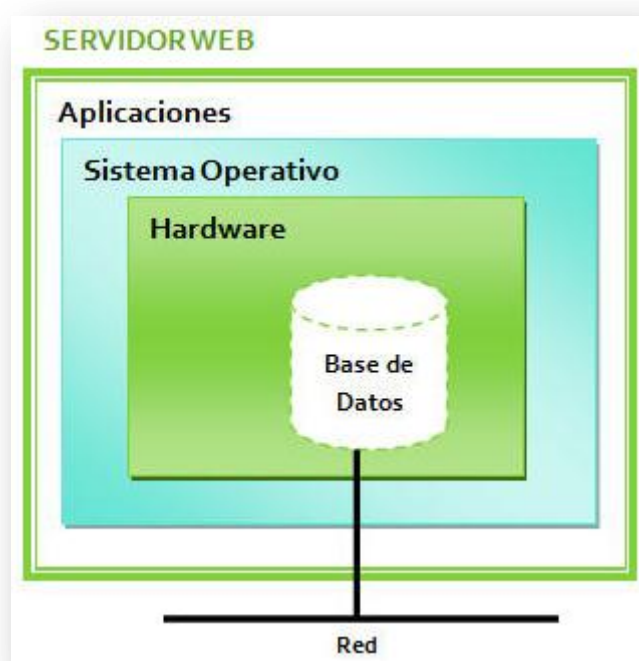 SERVIDOR WEB
Aplicaciones
Sistema Operativo
Hardware
Base de
Datos
Red